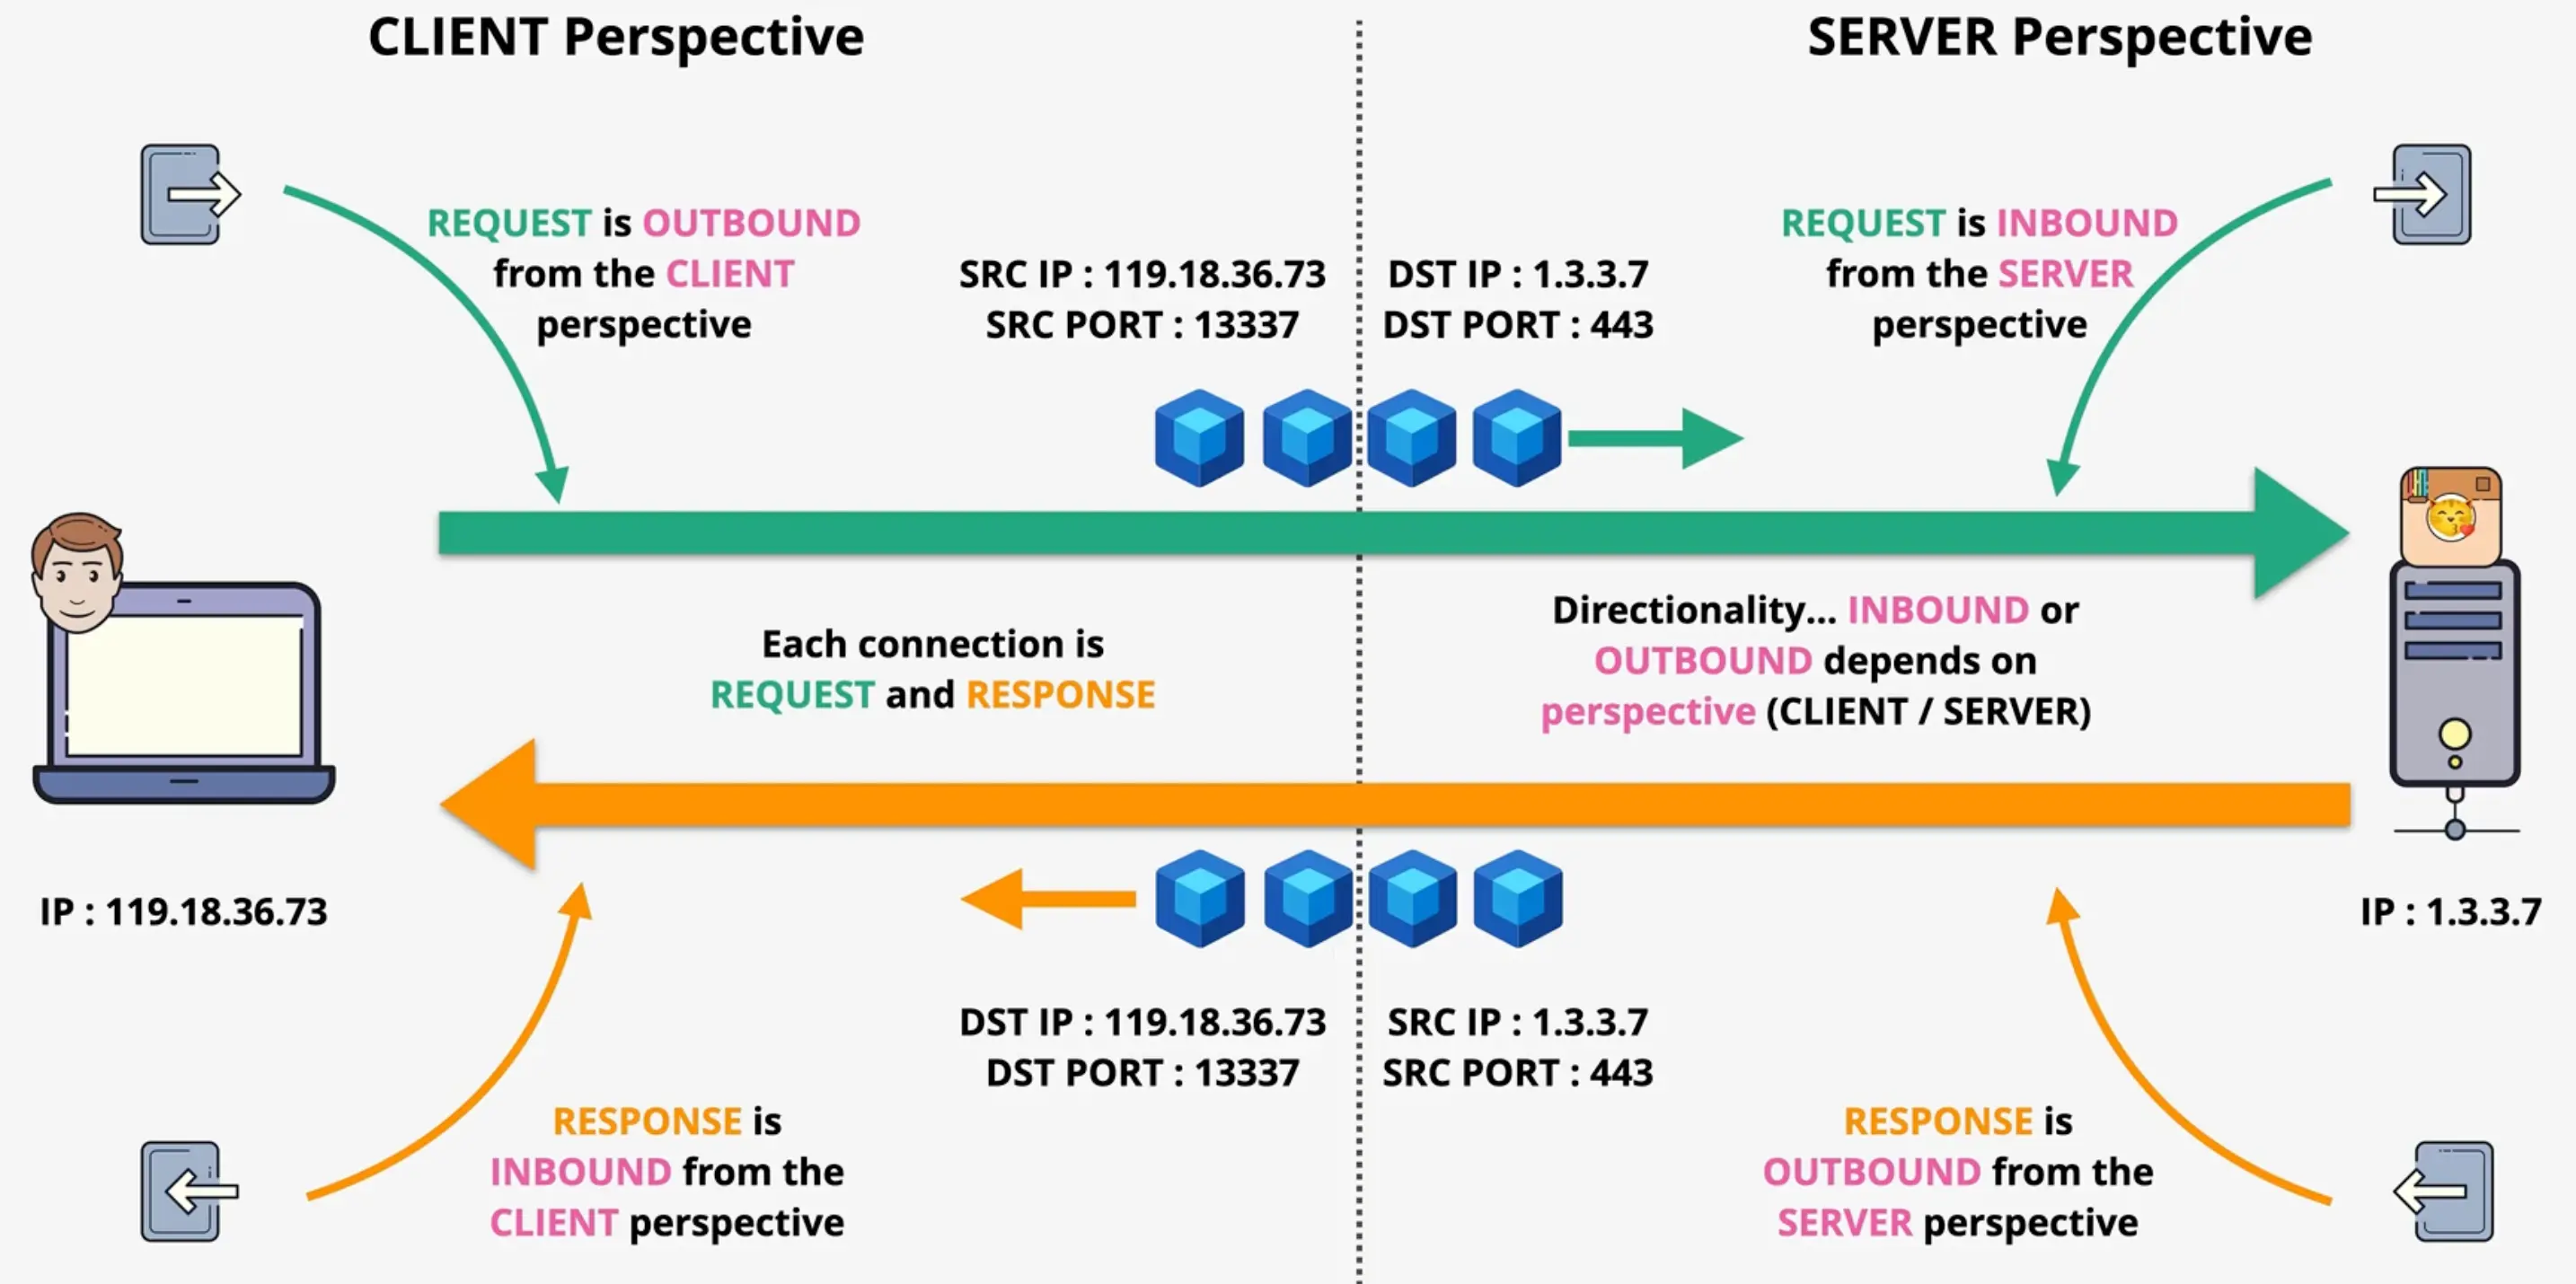 CLIENT Perspective
SERVER Perspective
REQUEST is OUTBOUND
from the CLIENT
perspective
SRC IP : 119.18.36.73
SRC PORT : 13337
DST IP : 1.3.3.7
DST PORT : 443
REQUEST is INBOUND
from the SERVER
perspective
Each connection is
REQUEST and RESPONSE
Directionality... INBOUND or
OUTBOUND depends on
perspective (CLIENT / SERVER)
IP : 119.18.36.73
IP : 1.3.3.7
DST IP : 119.18.36.73
DST PORT : 13337
SRC IP : 1.3.3.7
SRC PORT : 443
RESPONSE is
INBOUND from the
CLIENT perspective
RESPONSE is
OUTBOUND from the
SERVER perspective